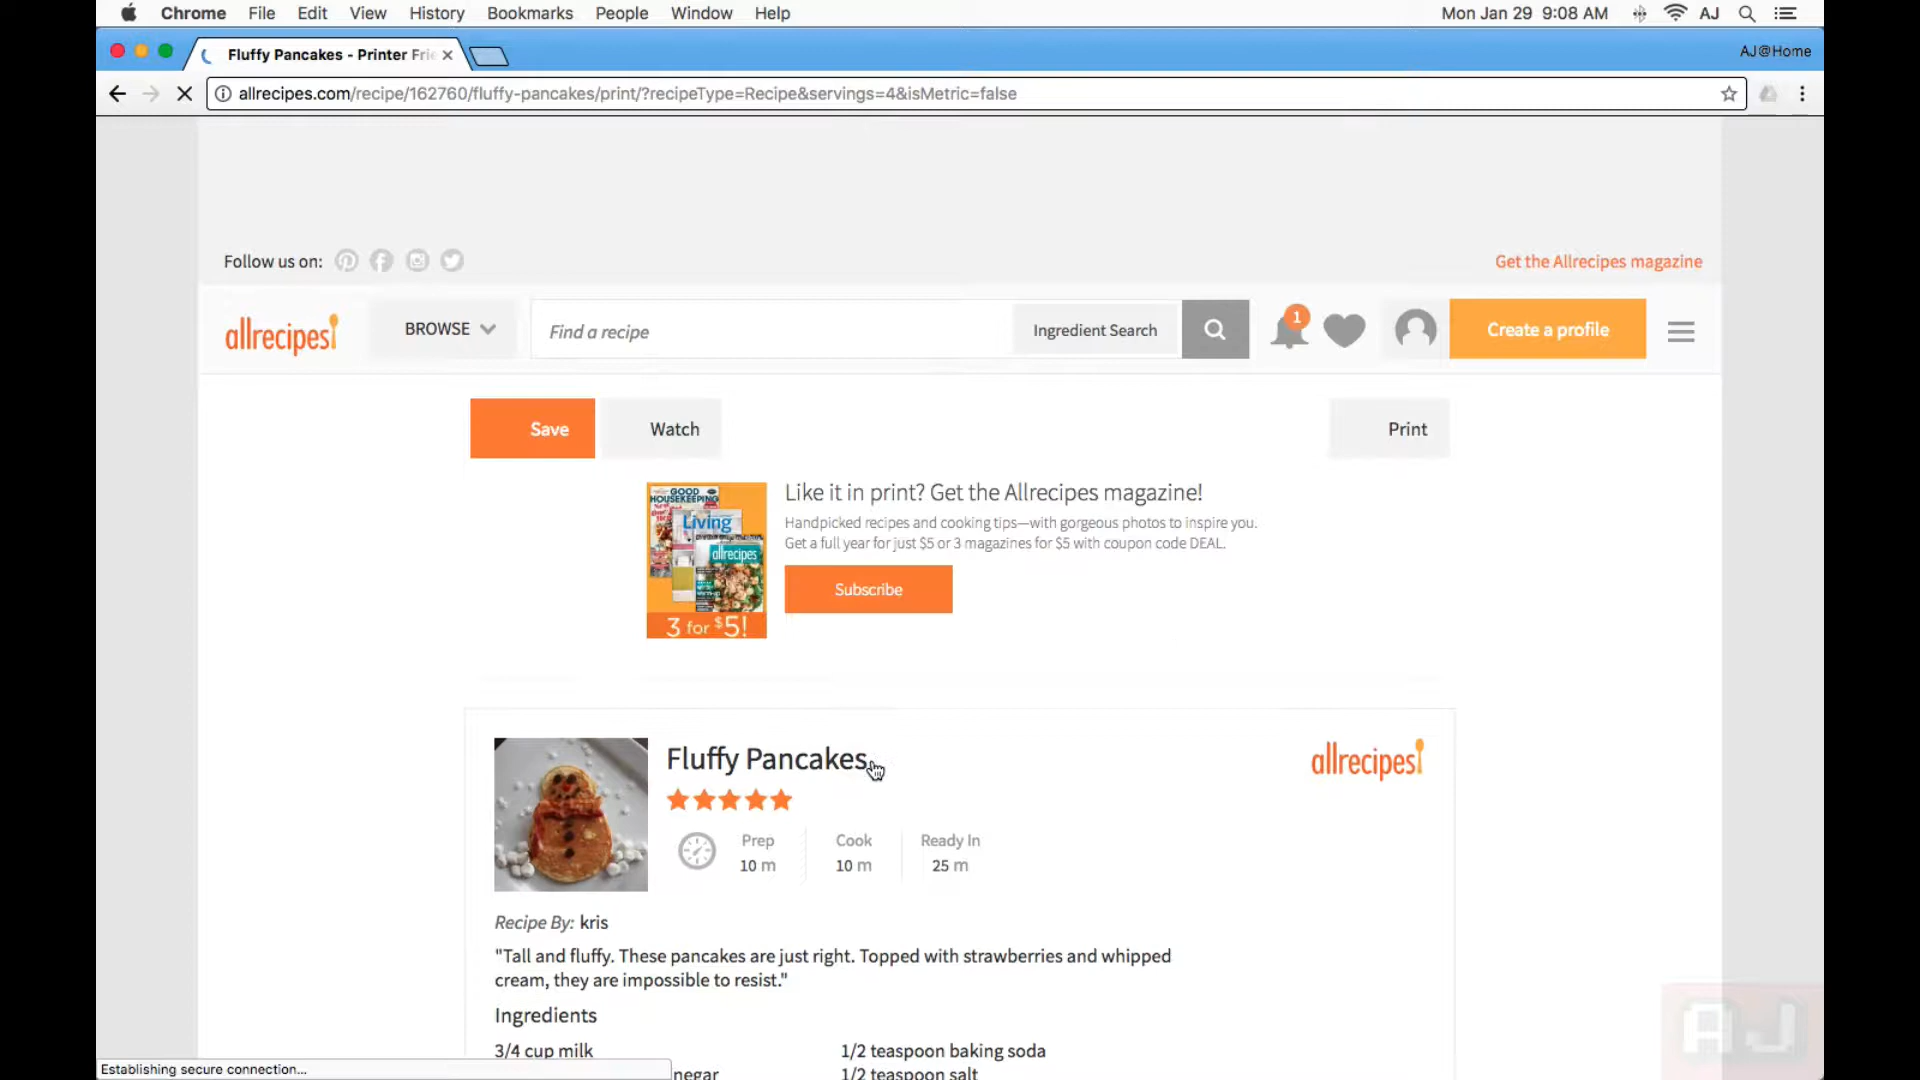 Chrome File Edit View History Bookmarks People Window Help Mon Jan 29 9:08 AM AJ
Fluffy Pancakes - Printer Frie AJ@Home
allrecipes.com/recipe/162760/fluffy-pancakes/print/?recipeType=Recipe&servings=4&isMetric=false
Follow us on: Get the Allrecipes magazine
allrecipes BROWSE Find a recipe Ingredient Search 1 Create a profile
Save Watch Print
GOOD HOUSEKEEPING
Living
allrecipes
3 for $5!
Like it in print? Get the Allrecipes magazine!
Handpicked recipes and cooking tips—with gorgeous photos to inspire you.
Get a full year for just $5 or 3 magazines for $5 with coupon code DEAL.
Subscribe
Fluffy Pancakes allrecipes
Prep Cook Ready In
10 m 10 m 25 m
Recipe By: kris
"Tall and fluffy. These pancakes are just right. Topped with strawberries and whipped
cream, they are impossible to resist."
Ingredients
3/4 cup milk 1/2 teaspoon baking soda
negar 1/2 teaspoon salt
Establishing secure connection...
AJ